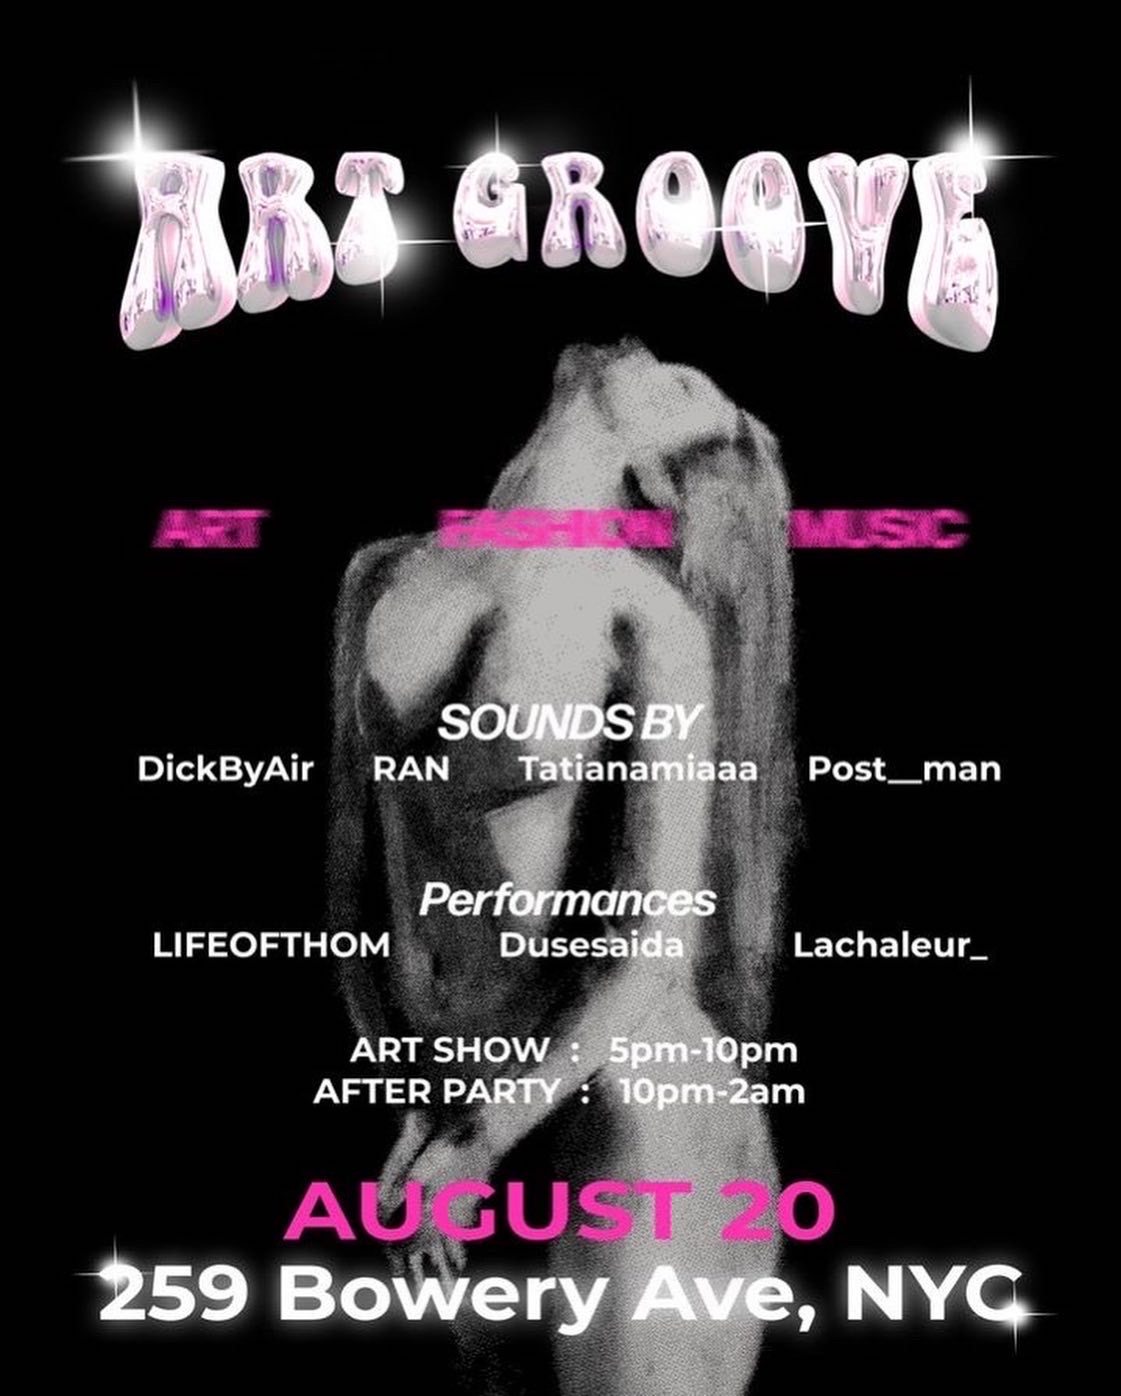 ART GROOVE
ART FASHION MUSIC
SOUNDS BY
DickByAir RAN Tatianamiaaa Post__man
Performances
LIFEOFTHOM Dusesaida Lachaleur_
ART SHOW : 5pm-10pm
AFTER PARTY : 10pm-2am
AUGUST 20
259 Bowery Ave, NYC